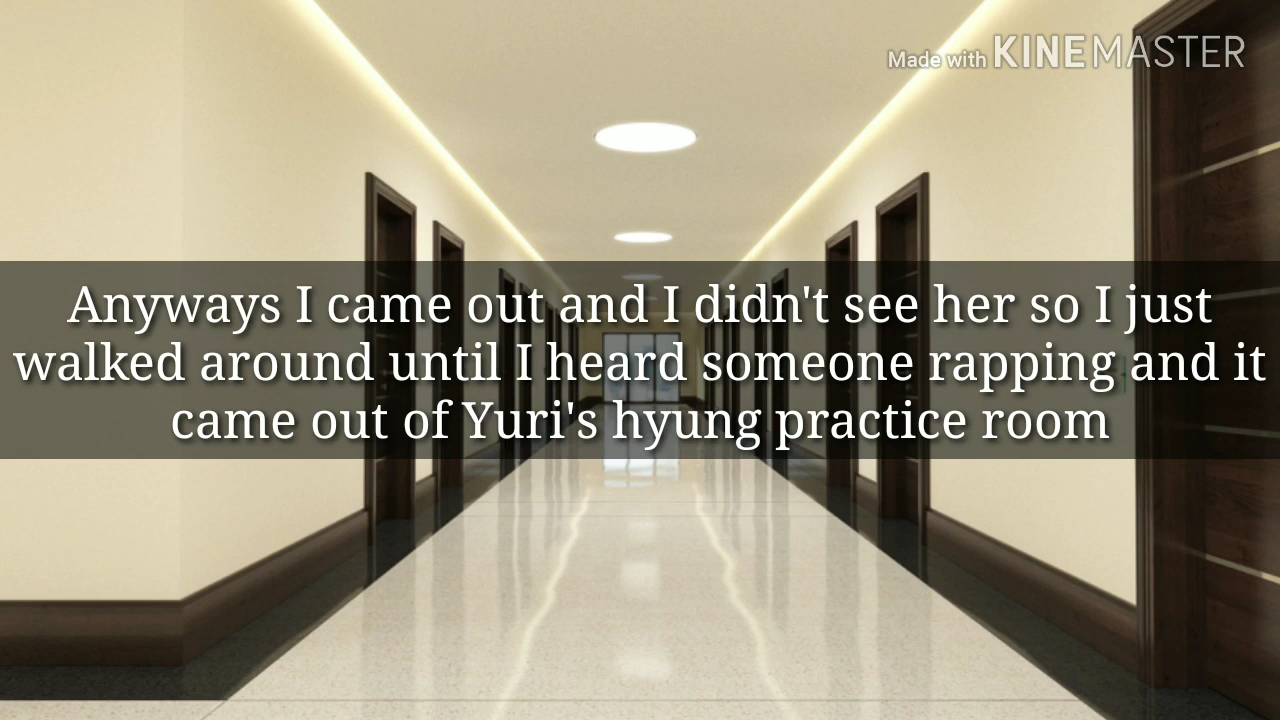 Made with KINEMASTER
Anyways I came out and I didn't see her so I just
walked around until I heard someone rapping and it
came out of Yuri's hyung practice room